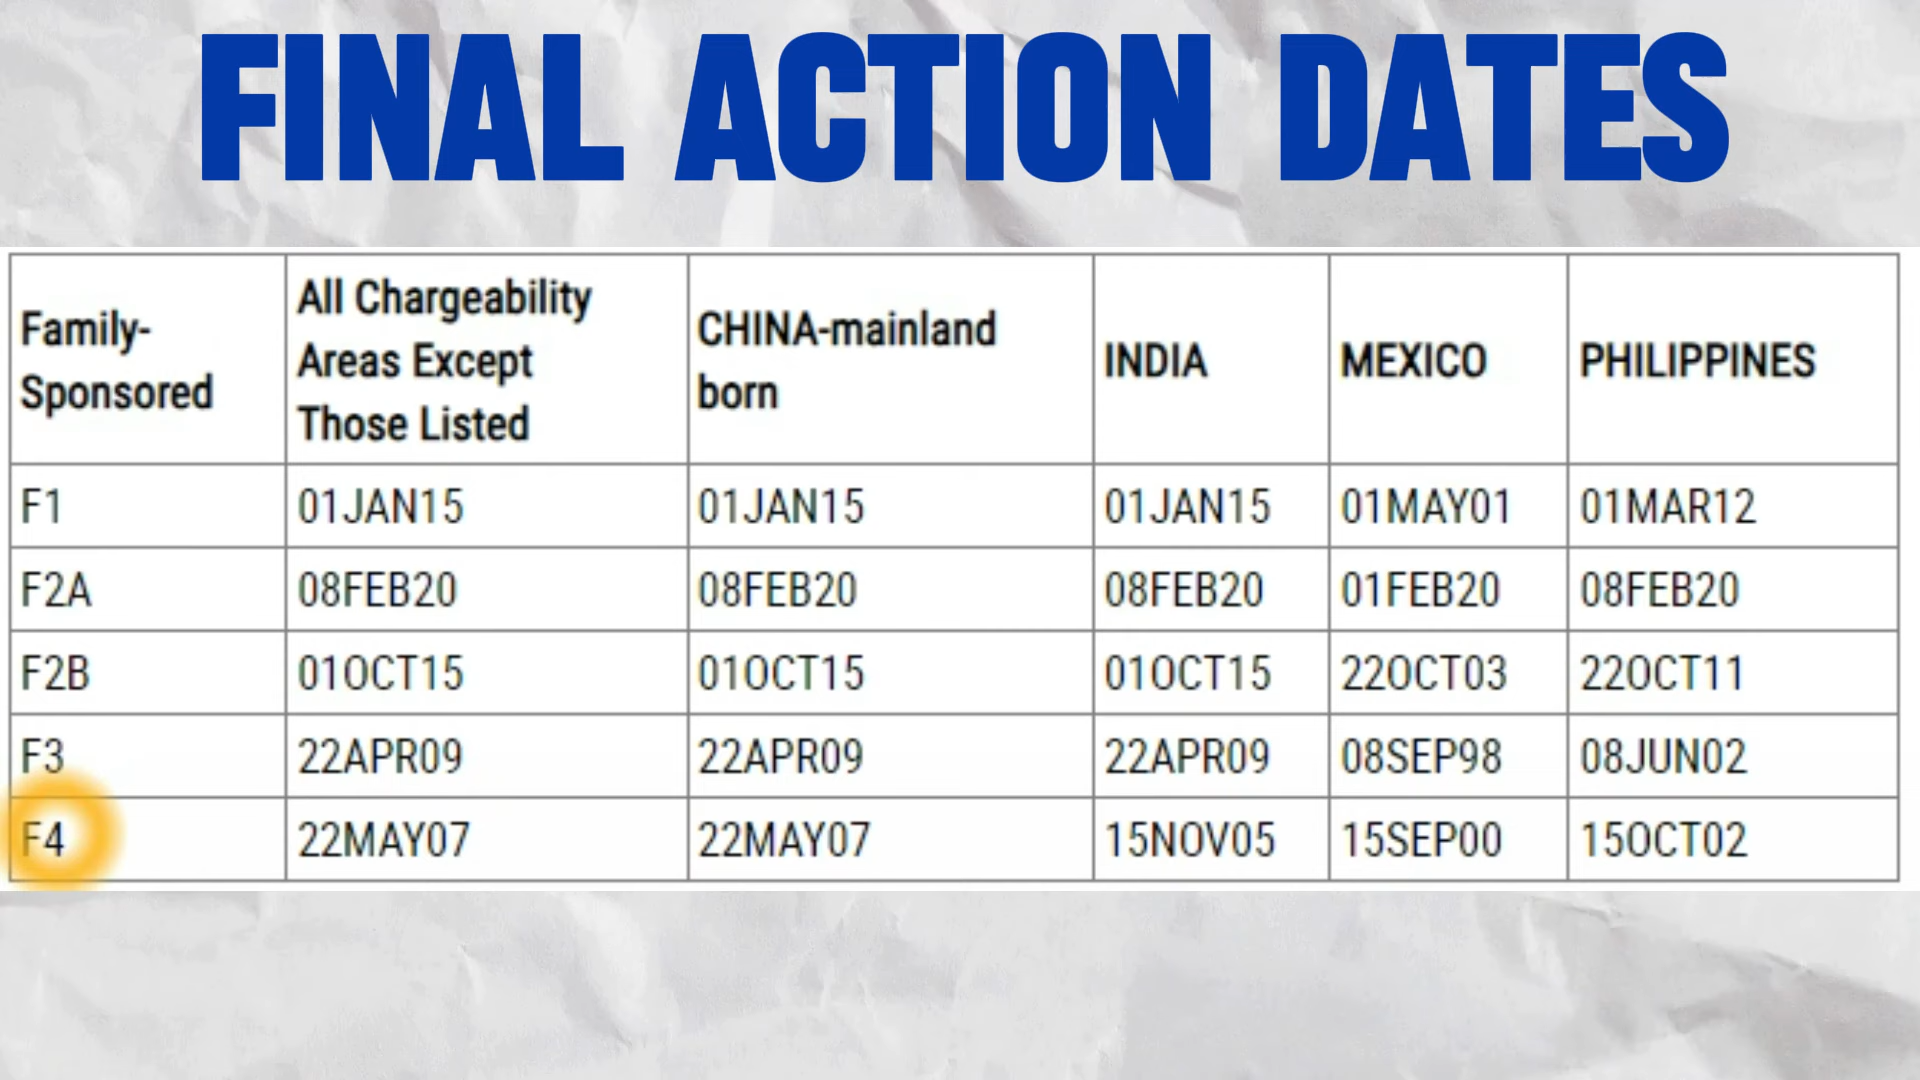 FINAL ACTION DATES
Family-Sponsored All Chargeability Areas Except Those Listed CHINA-mainland born INDIA MEXICO PHILIPPINES
F1 01JAN15 01JAN15 01JAN15 01MAY01 01MAR12
F2A 08FEB20 08FEB20 08FEB20 01FEB20 08FEB20
F2B 01OCT15 01OCT15 01OCT15 22OCT03 22OCT11
F3 22APR09 22APR09 22APR09 08SEP98 08JUN02
F4 22MAY07 22MAY07 15NOV05 15SEP00 15OCT02